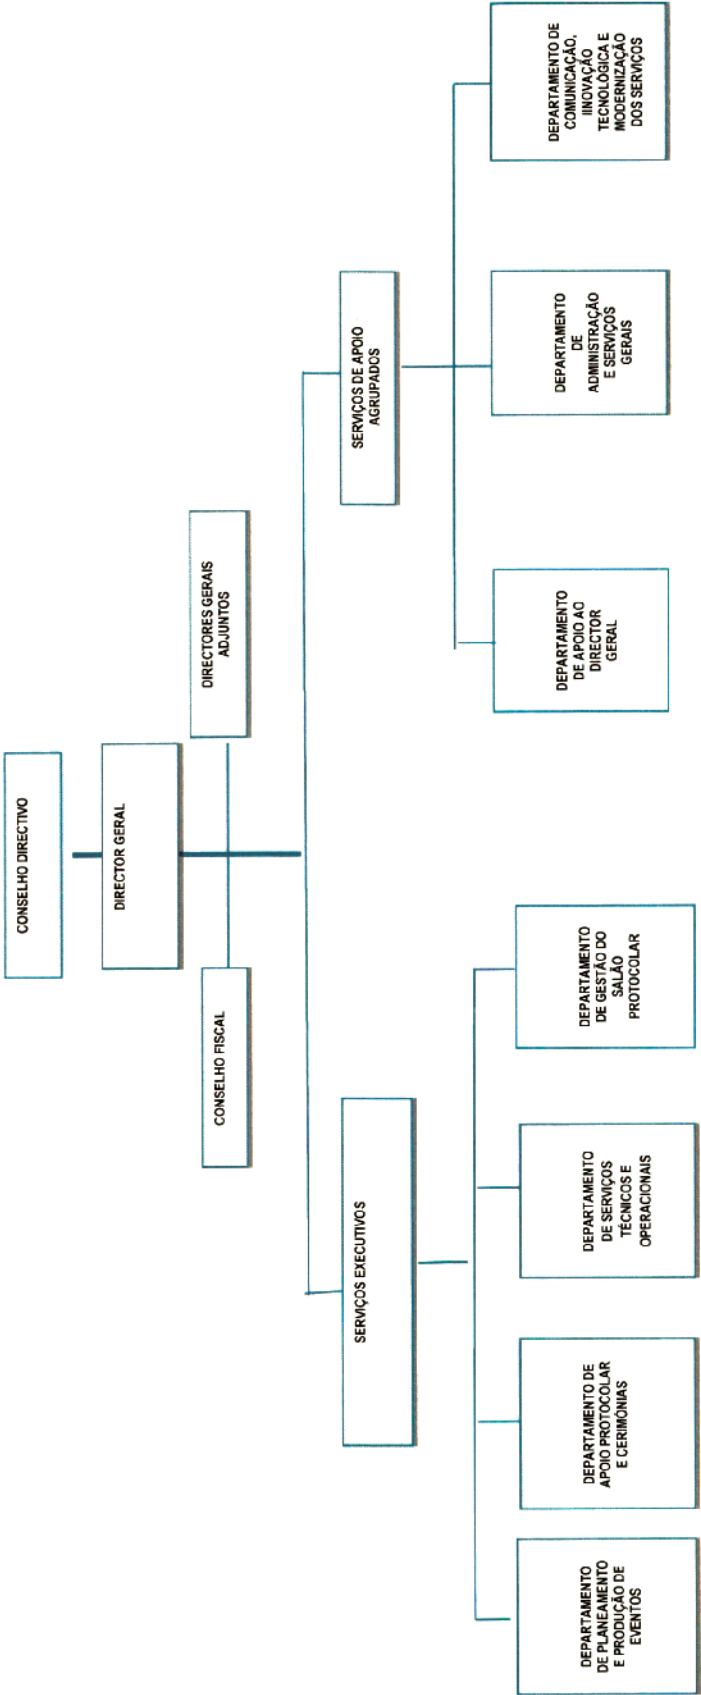 CONSELHO DIRECTIVO
DIRECTOR GERAL
CONSELHO FISCAL
DIRECTORES GERAIS
ADJUNTOS
SERVIÇOS EXECUTIVOS
SERVIÇOS DE APOIO
AGRUPADOS
DEPARTAMENTO
DE PLANEAMENTO
E PRODUÇÃO DE
EVENTOS
DEPARTAMENTO DE
APOIO PROTOCOLAR
E CERIMÓNIAS
DEPARTAMENTO
DE SERVIÇOS
TÉCNICOS E
OPERACIONAIS
DEPARTAMENTO
DE GESTÃO DO
SALÃO
PROTOCOLAR
DEPARTAMENTO
DE APOIO AO
DIRECTOR
GERAL
DEPARTAMENTO
DE
ADMINISTRAÇÃO
E SERVIÇOS
GERAIS
DEPARTAMENTO DE
COMUNICAÇÃO,
IINOVAÇÃO
TECNOLÓGICA E
MODERNIZAÇÃO
DOS SERVIÇOS